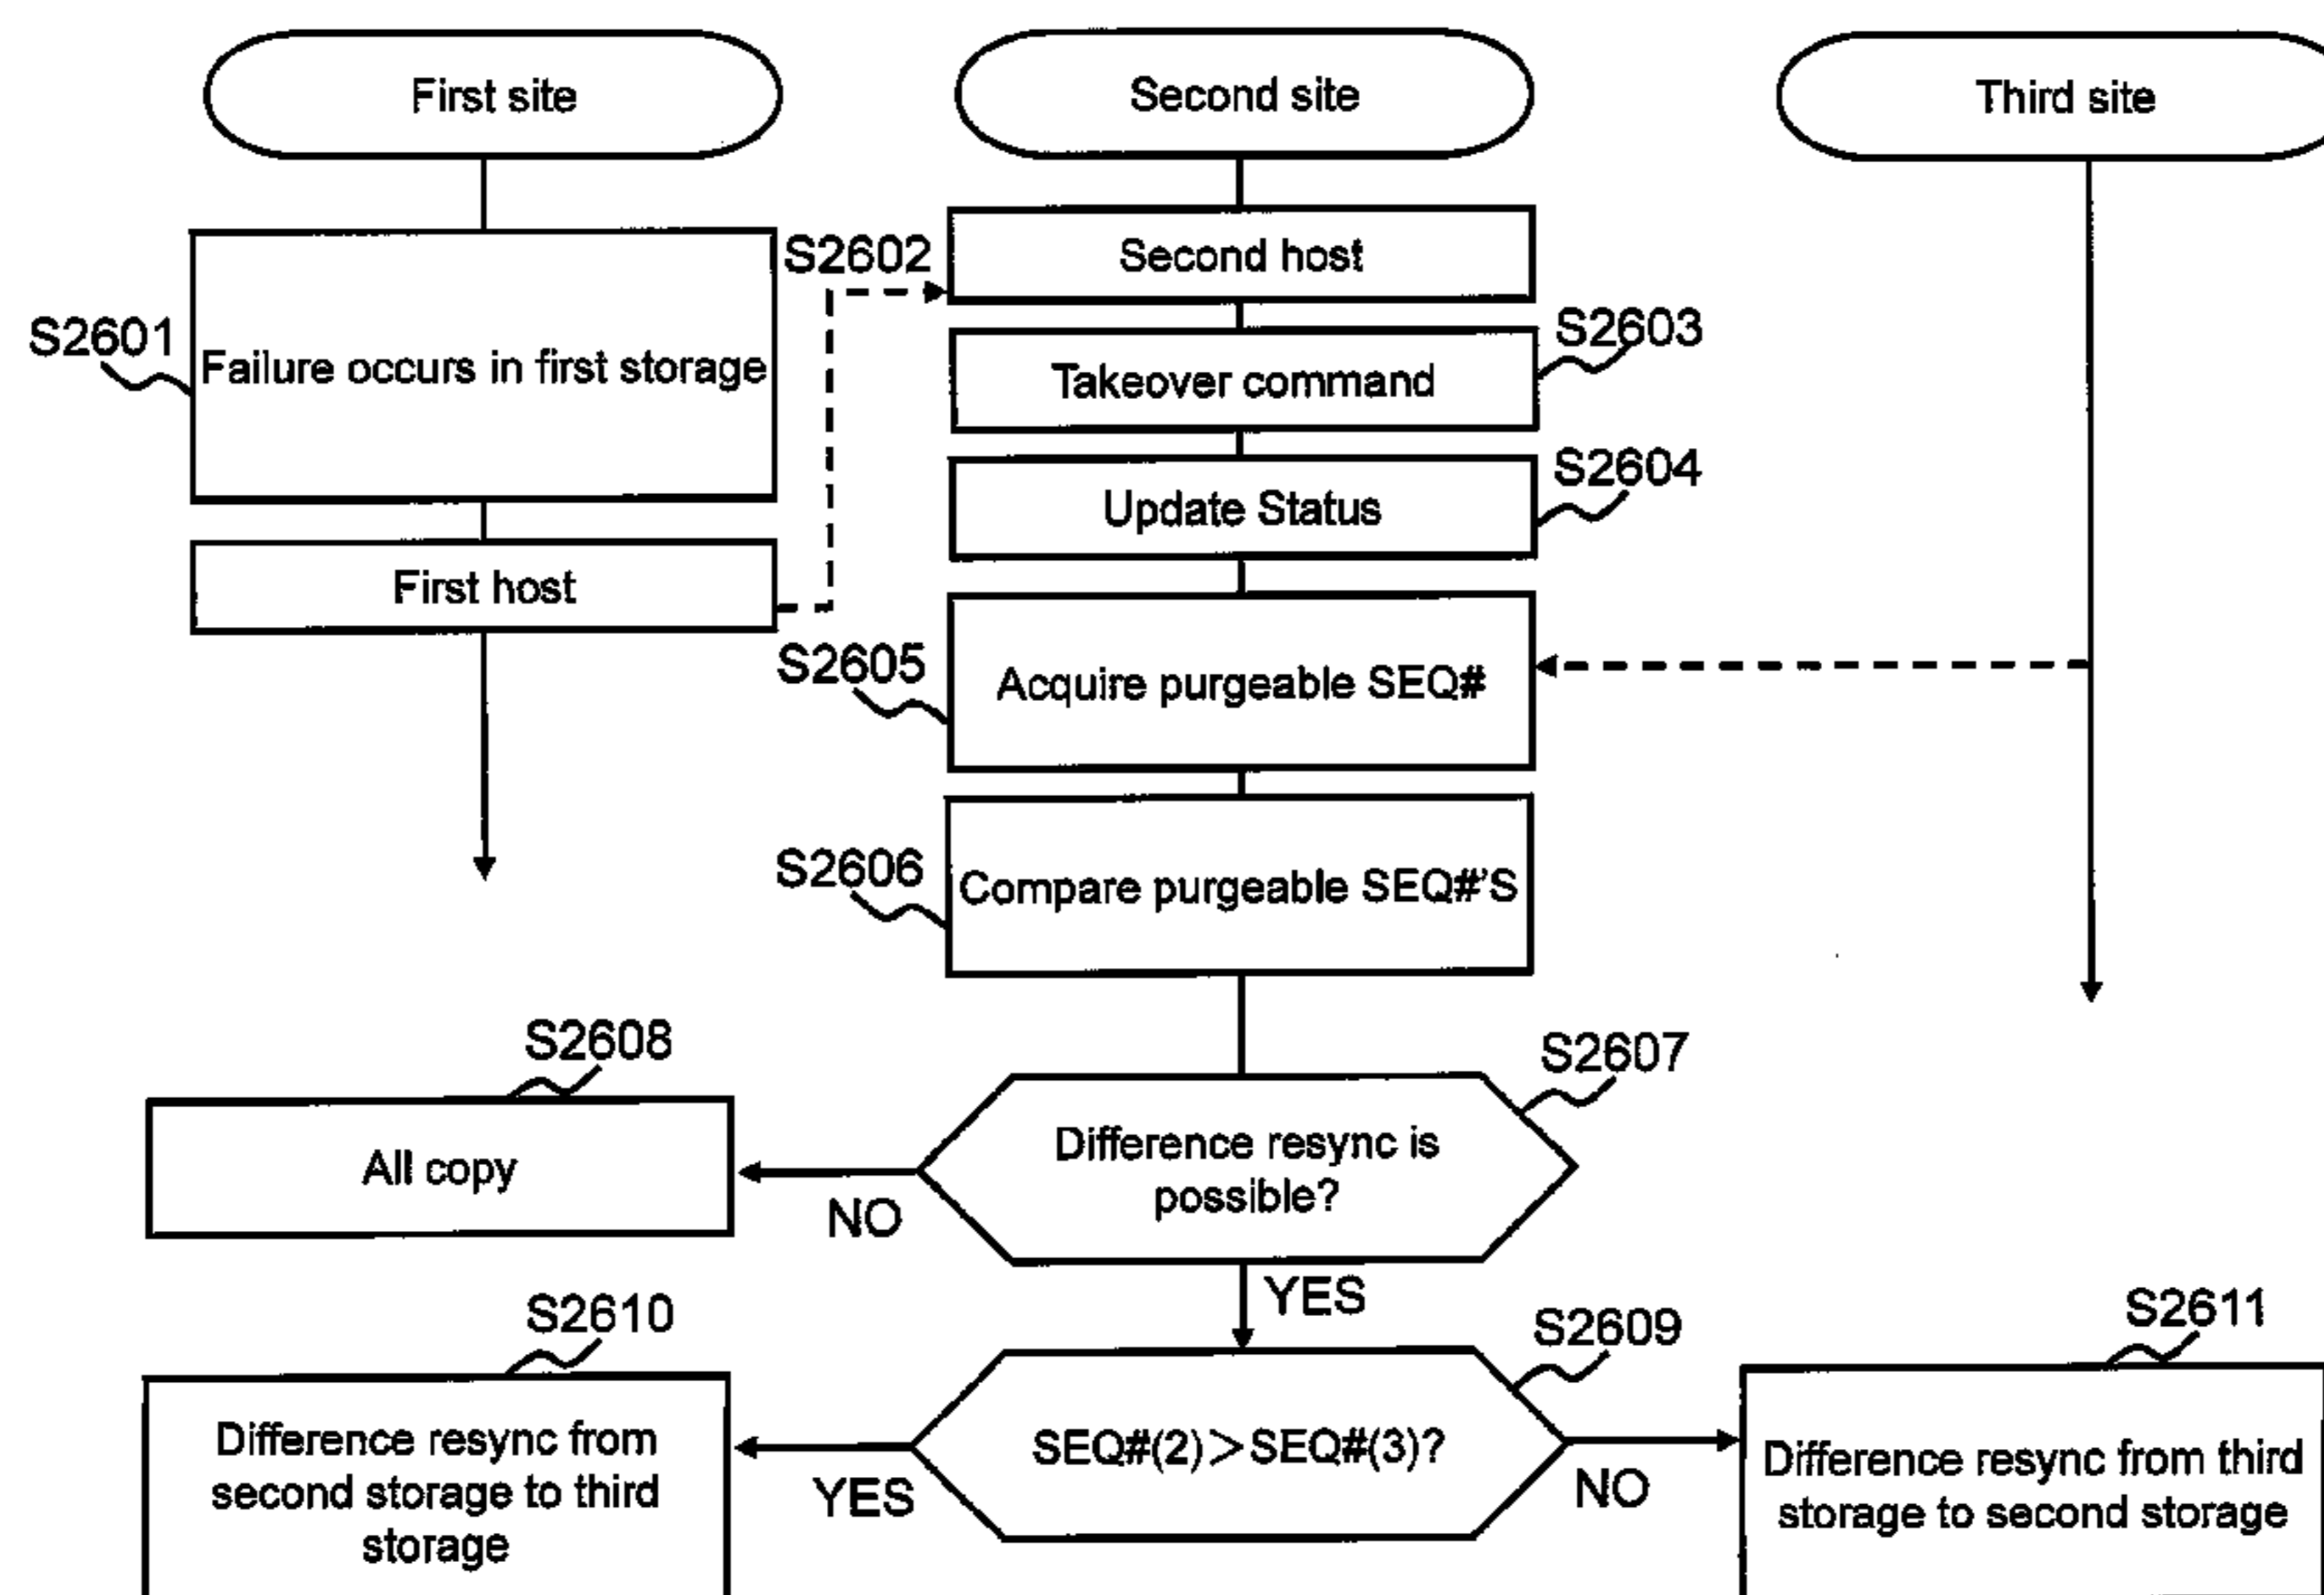 First site
Second site
Third site
S2602
Second host
S2601
Failure occurs in first storage
S2603
Takeover command
S2604
Update Status
First host
S2605
Acquire purgeable SEQ#
S2606
Compare purgeable SEQ#'S
S2608
All copy
S2607
Difference resync is
possible?
NO
YES
S2610
Difference resync from
second storage to third
storage
S2609
SEQ#(2)>SEQ#(3)?
YES
NO
S2611
Difference resync from third
storage to second storage